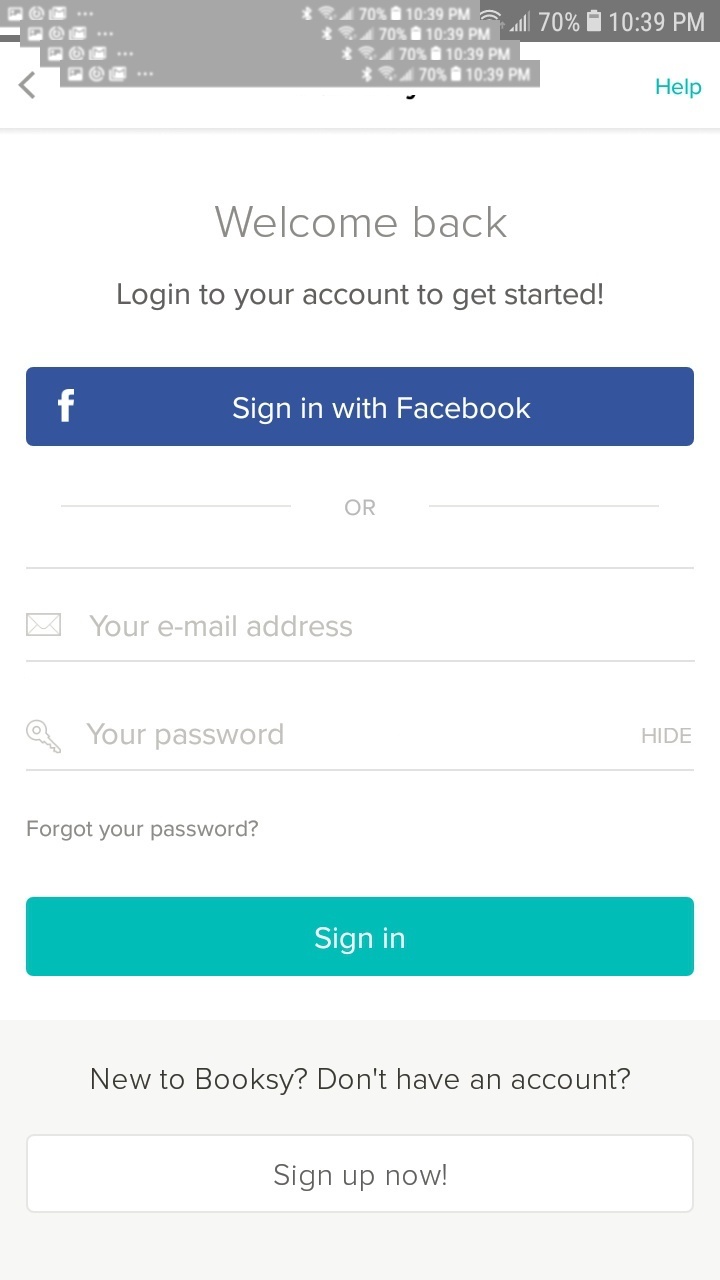 70% 10:39 PM 70% 10:39 PM
70% 10:39 PM
70% 10:39 PM
70% 10:39 PM
Help
Welcome back
Login to your account to get started!
f Sign in with Facebook
OR
Your e-mail address
Your password HIDE
Forgot your password?
Sign in
New to Booksy? Don't have an account?
Sign up now!